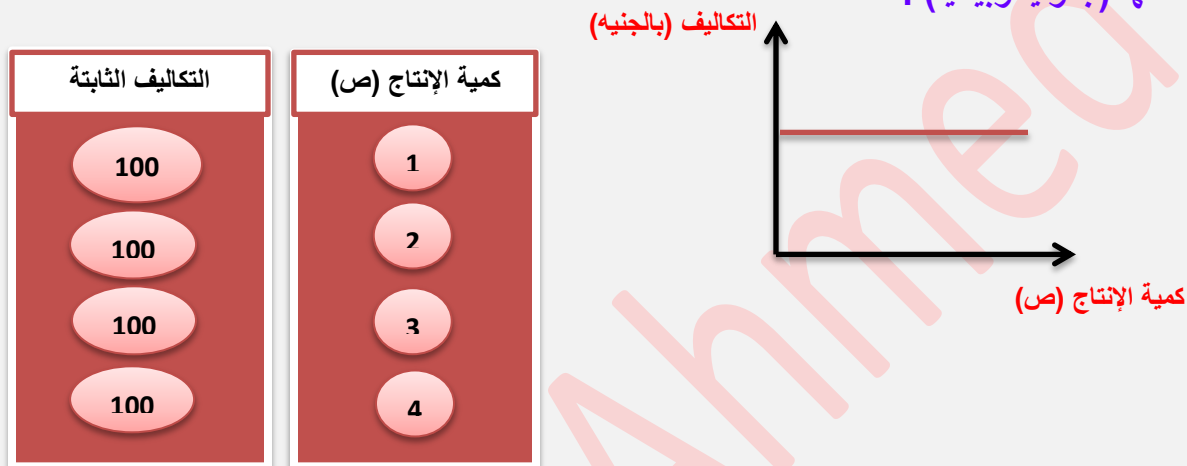 التكاليف (بالجنيه)
كمية الإنتاج (ص)
كمية الإنتاج (ص)
التكاليف الثابتة
1
100
2
100
3
100
4
100
Ahmed